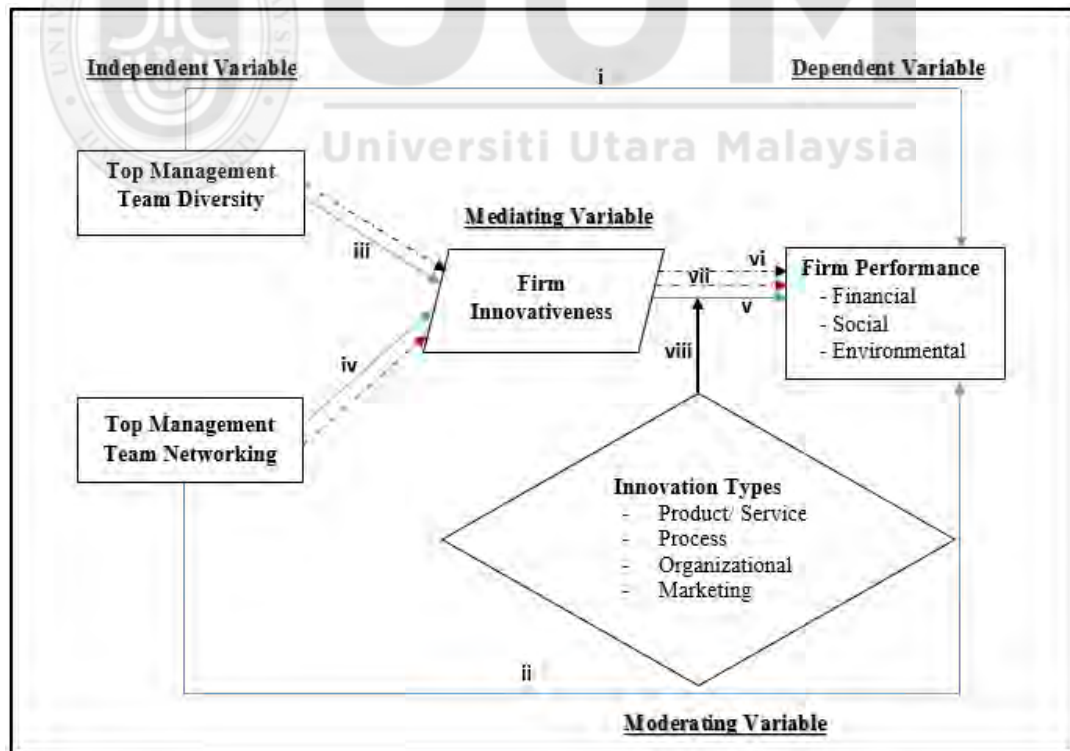 UUM
Universiti Utara Malaysia
Independent Variable
Dependent Variable
i
Top Management
Team Diversity
iii
Mediating Variable
Firm
Innovativeness
vi
vii
v
Firm Performance
- Financial
- Social
- Environmental
iv
viii
Top Management
Team Networking
Innovation Types
- Product/ Service
- Process
- Organizational
- Marketing
ii
Moderating Variable